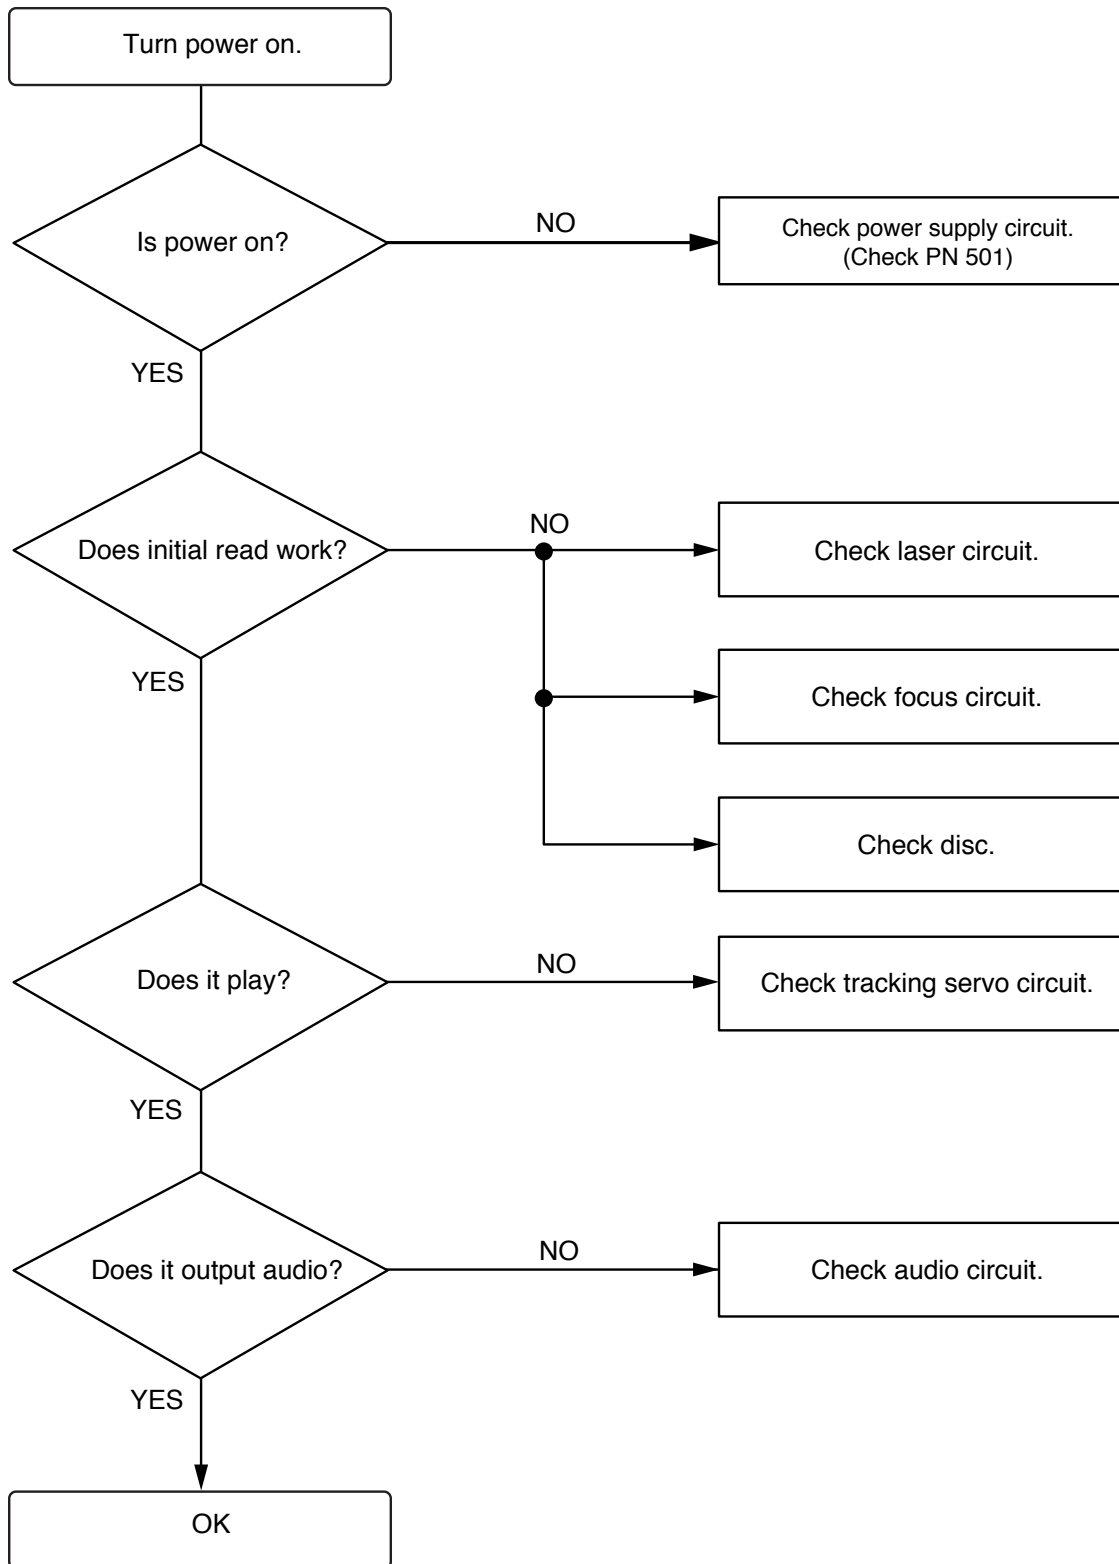 Turn power on.
NO
Is power on?
Check power supply circuit.
(Check PN 501)
YES
NO
Does initial read work?
Check laser circuit.
YES
Check focus circuit.
Check disc.
NO
Does it play?
Check tracking servo circuit.
YES
NO
Does it output audio?
Check audio circuit.
YES
OK